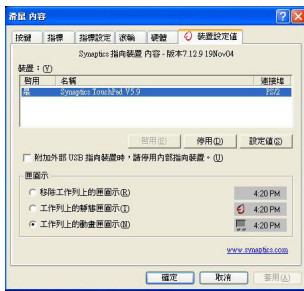 滑鼠 內容
按鍵 指標 指標設定 滾輪 硬體 裝置設定值
Synaptics 指向裝置 內容 - 版本7.12.9 19Nov04
裝置：(V)
啓用 名稱 連接埠
是 Synaptics TouchPad V5.9 PS/2
啓用(E) 停用(D) 設定值(S)
附加外部 USB 指向裝置時，請停用內部指向裝置。(U)
匣圖示
移除工作列上的匣圖示(R) 4:20 PM
工作列上的靜態匣圖示(T) 4:20 PM
工作列上的動畫匣圖示(N) 4:20 PM
www.synaptics.com
確定 取消 套用(A)